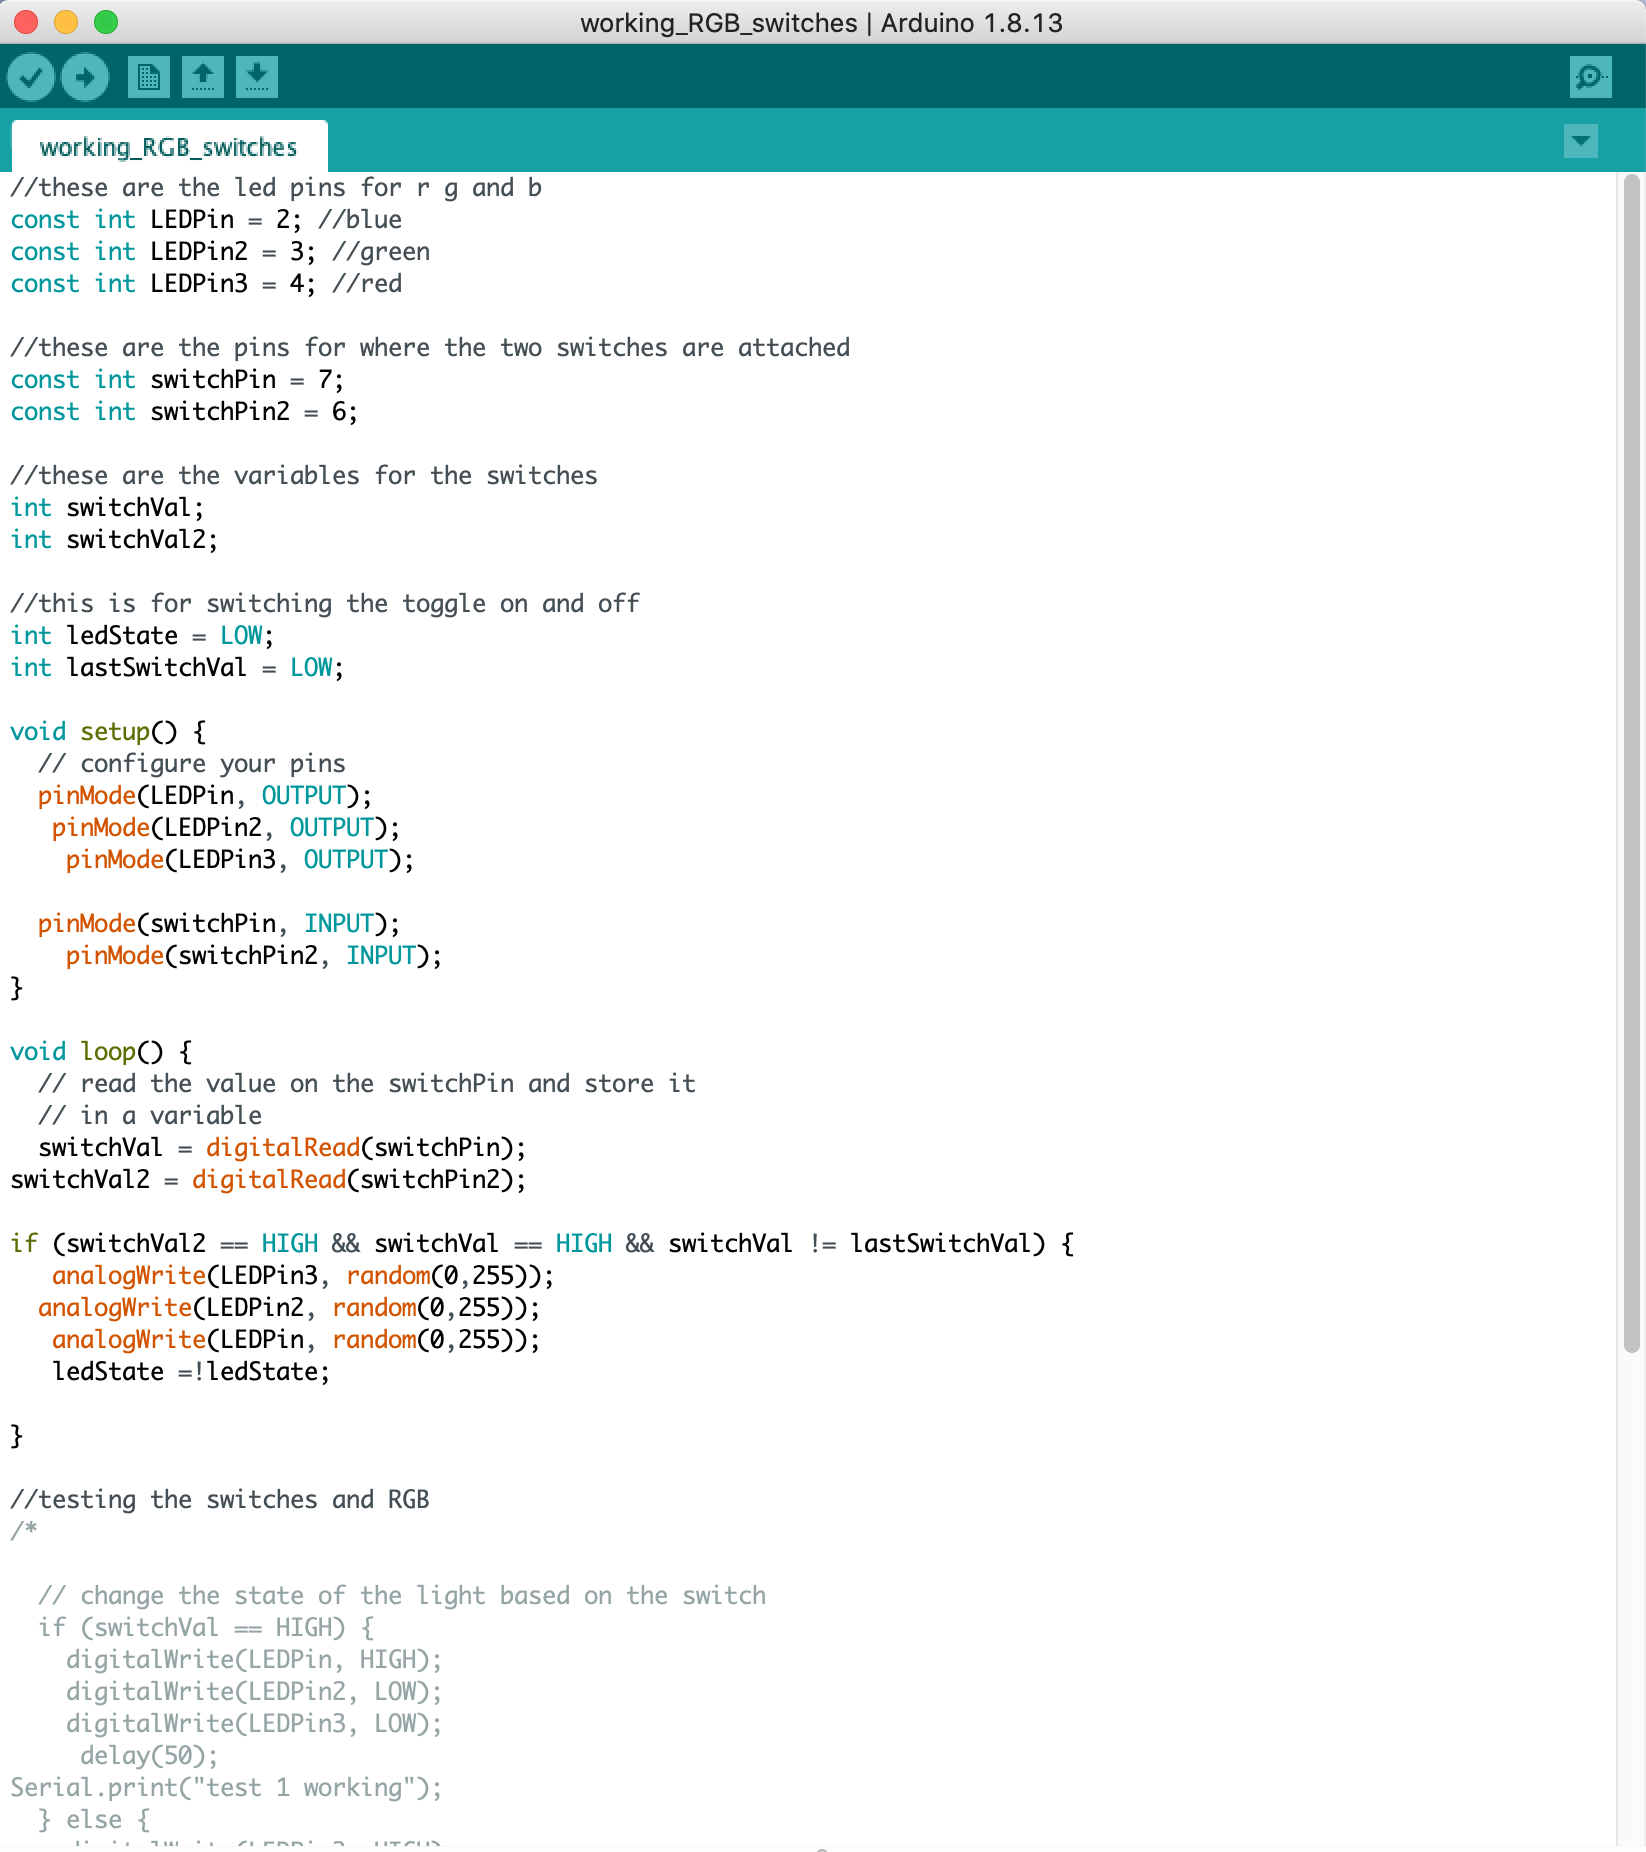 working_RGB_switches | Arduino 1.8.13
working_RGB_switches
//these are the led pins for r g and b
const int LEDPin = 2; //blue
const int LEDPin2 = 3; //green
const int LEDPin3 = 4; //red
//these are the pins for where the two switches are attached
const int switchPin = 7;
const int switchPin2 = 6;
//these are the variables for the switches
int switchVal;
int switchVal2;
//this is for switching the toggle on and off
int ledState = LOW;
int lastSwitchVal = LOW;
void setup() {
  // configure your pins
  pinMode(LEDPin, OUTPUT);
   pinMode(LEDPin2, OUTPUT);
    pinMode(LEDPin3, OUTPUT);
  pinMode(switchPin, INPUT);
    pinMode(switchPin2, INPUT);
}
void loop() {
  // read the value on the switchPin and store it
  // in a variable
  switchVal = digitalRead(switchPin);
switchVal2 = digitalRead(switchPin2);
if (switchVal2 == HIGH && switchVal == HIGH && switchVal != lastSwitchVal) {
   analogWrite(LEDPin3, random(0,255));
  analogWrite(LEDPin2, random(0,255));
   analogWrite(LEDPin, random(0,255));
   ledState =!ledState;
}
//testing the switches and RGB
/*
  // change the state of the light based on the switch
  if (switchVal == HIGH) {
    digitalWrite(LEDPin, HIGH);
    digitalWrite(LEDPin2, LOW);
    digitalWrite(LEDPin3, LOW);
     delay(50);
Serial.print("test 1 working");
  } else {